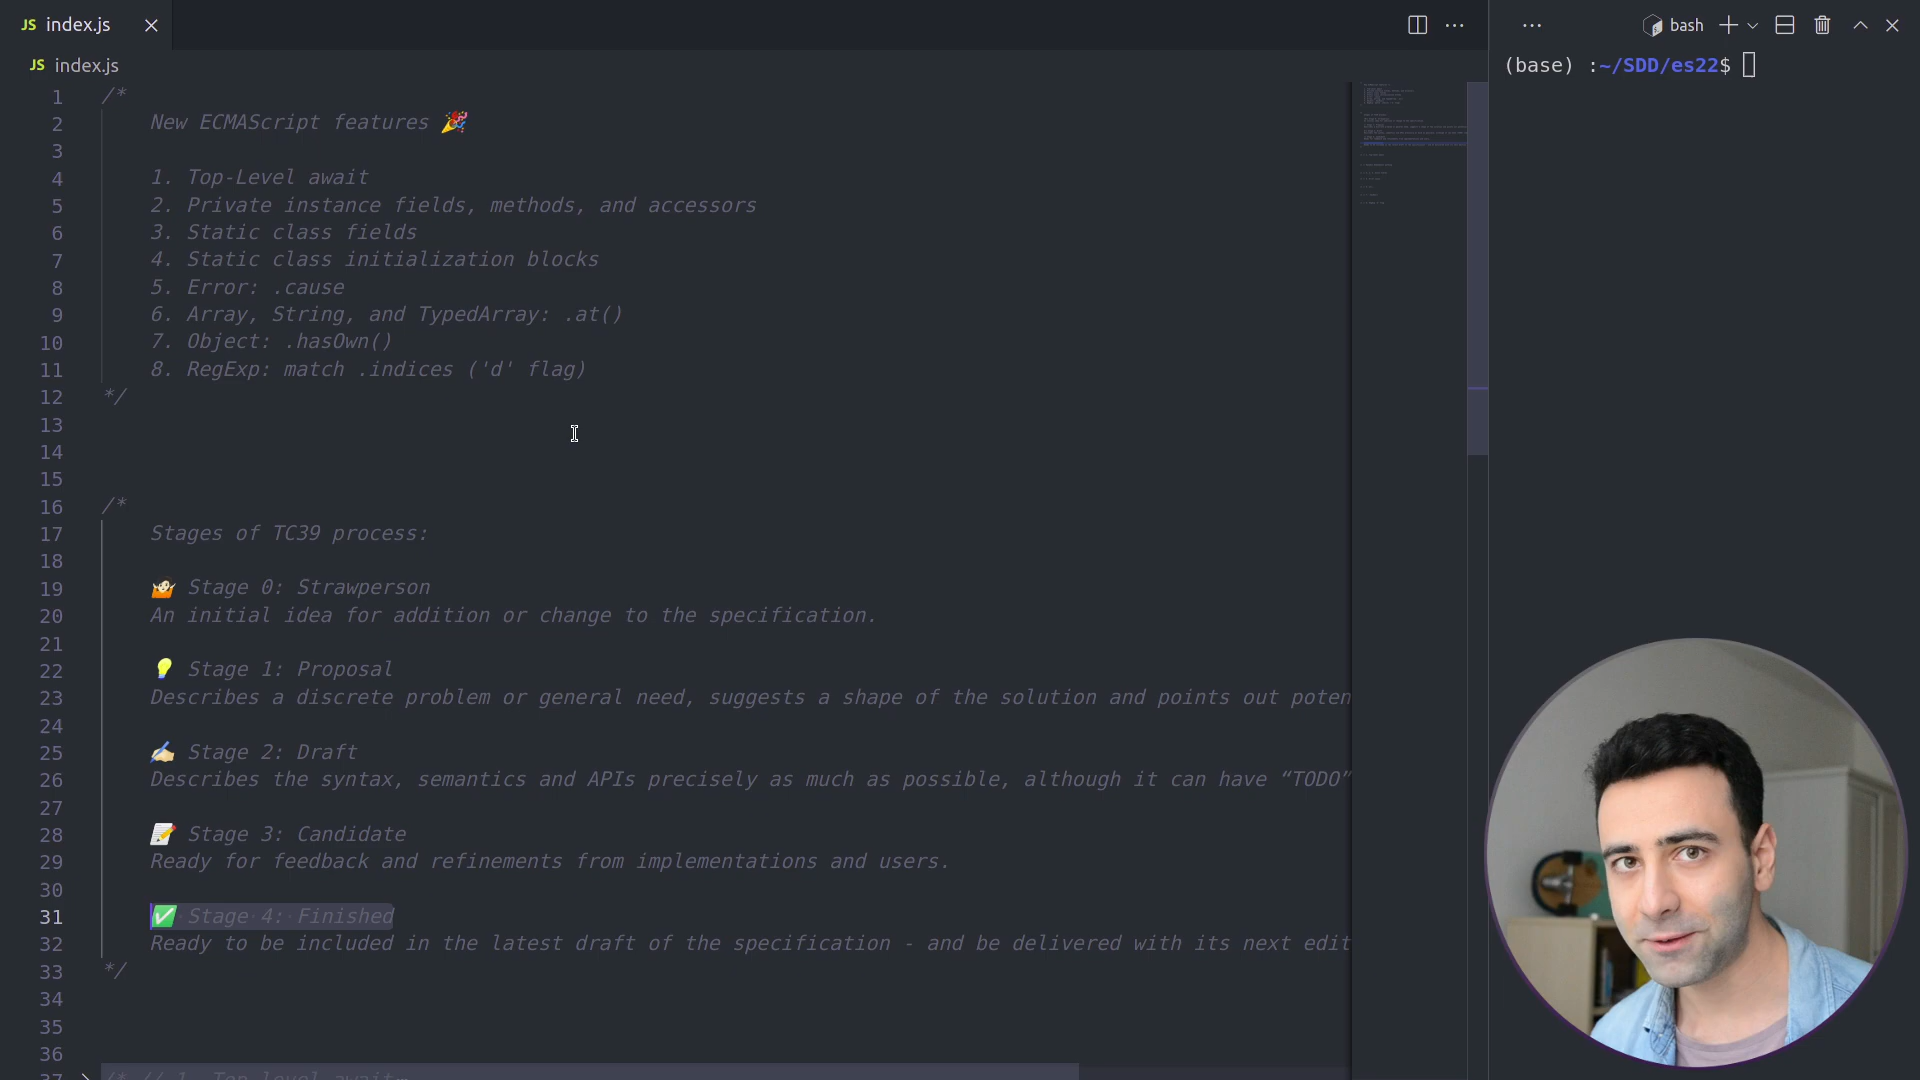 JS index.js
bash
JS index.js
(base) :~/SDD/es22$
1 /*
2 New ECMAScript features 🎉
3
4 1. Top-Level await
5 2. Private instance fields, methods, and accessors
6 3. Static class fields
7 4. Static class initialization blocks
8 5. Error: .cause
9 6. Array, String, and TypedArray: .at()
10 7. Object: .hasOwn()
11 8. RegExp: match .indices ('d' flag)
12 */
13
14
15
16 /*
17 Stages of TC39 process:
18
19 🤷🏻 Stage 0: Strawperson
20 An initial idea for addition or change to the specification.
21
22 💡 Stage 1: Proposal
23 Describes a discrete problem or general need, suggests a shape of the solution and points out poten
24
25 ✍🏻 Stage 2: Draft
26 Describes the syntax, semantics and APIs precisely as much as possible, although it can have “TODO”
27
28 📝 Stage 3: Candidate
29 Ready for feedback and refinements from implementations and users.
30
31 ✅ Stage 4: Finished
32 Ready to be included in the latest draft of the specification - and be delivered with its next edit
33 */
34
35
36
37 /* // 1. Top level await…